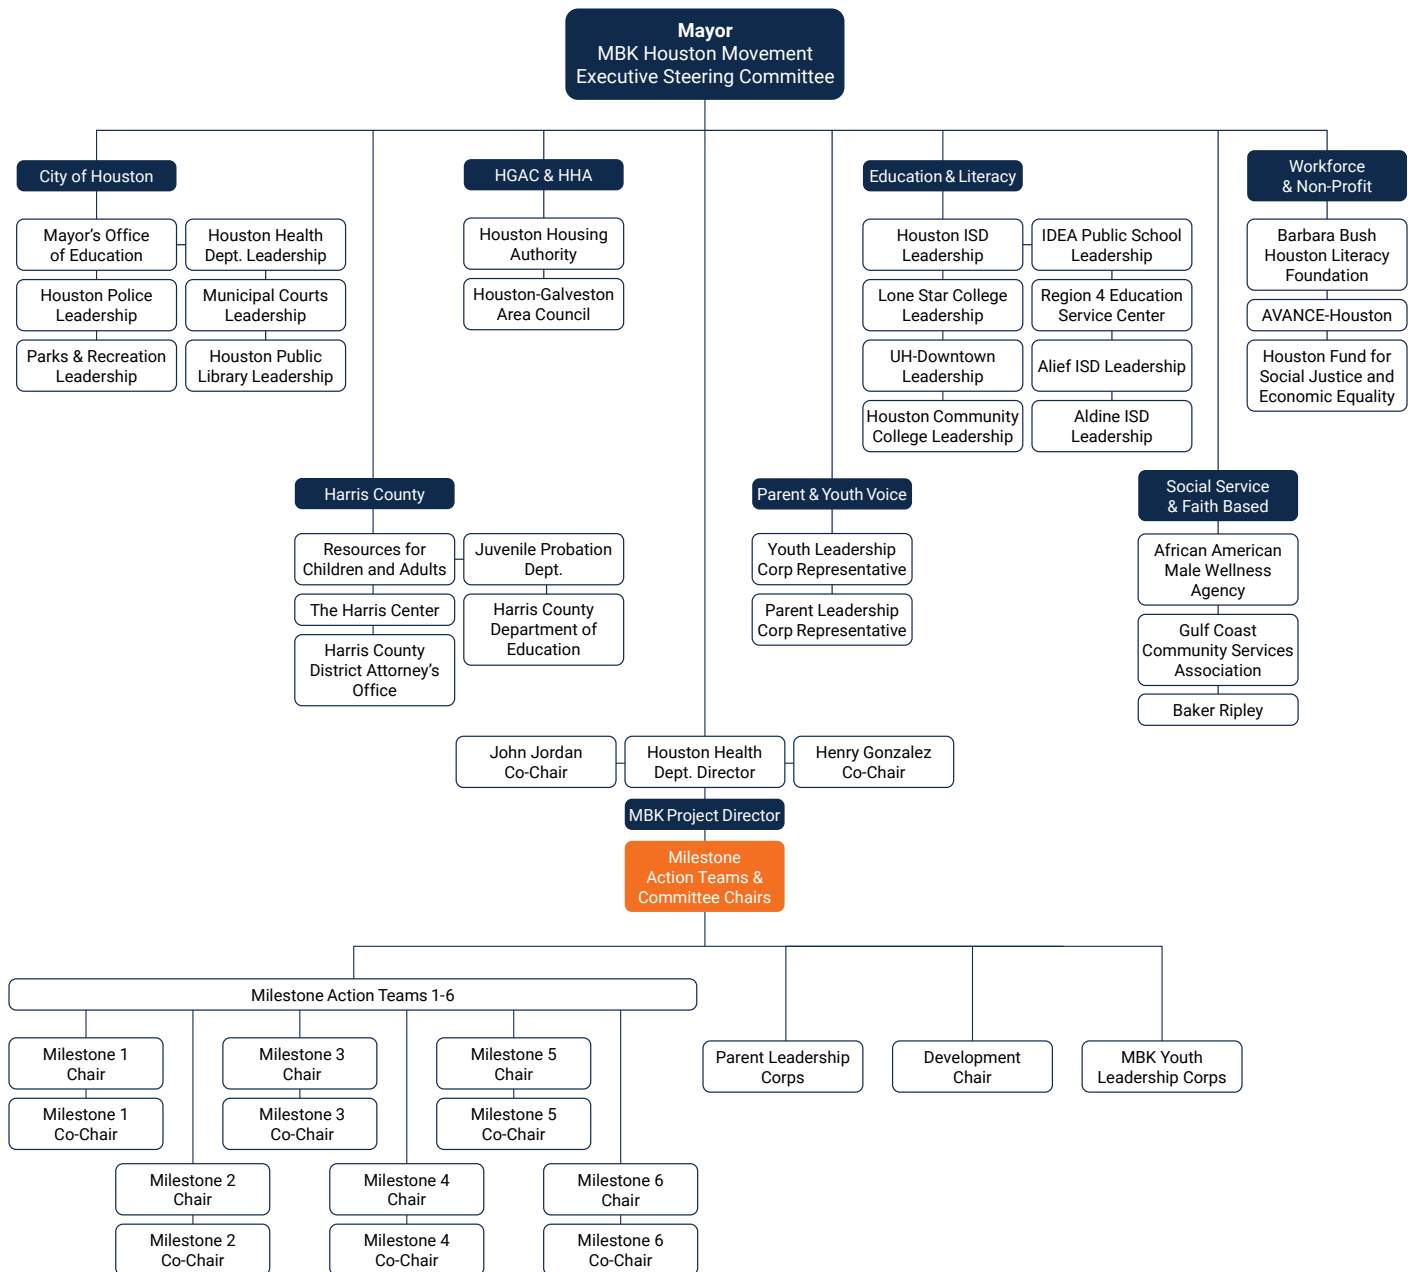 Mayor
MBK Houston Movement
Executive Steering Committee
City of Houston
Mayor’s Office
of Education
Houston Health
Dept. Leadership
Houston Police
Leadership
Municipal Courts
Leadership
Parks & Recreation
Leadership
Houston Public
Library Leadership
HGAC & HHA
Houston Housing
Authority
Houston-Galveston
Area Council
Education & Literacy
Houston ISD
Leadership
IDEA Public School
Leadership
Lone Star College
Leadership
Region 4 Education
Service Center
UH-Downtown
Leadership
Alief ISD Leadership
Houston Community
College Leadership
Aldine ISD
Leadership
Workforce
& Non-Profit
Barbara Bush
Houston Literacy
Foundation
AVANCE-Houston
Houston Fund for
Social Justice and
Economic Equality
Harris County
Resources for
Children and Adults
Juvenile Probation
Dept.
The Harris Center
Harris County
Department of
Education
Harris County
District Attorney’s
Office
Parent & Youth Voice
Youth Leadership
Corp Representative
Parent Leadership
Corp Representative
Social Service
& Faith Based
African American
Male Wellness
Agency
Gulf Coast
Community Services
Association
Baker Ripley
John Jordan
Co-Chair
Houston Health
Dept. Director
Henry Gonzalez
Co-Chair
MBK Project Director
Milestone
Action Teams &
Committee Chairs
Milestone Action Teams 1-6
Milestone 1
Chair
Milestone 1
Co-Chair
Milestone 2
Chair
Milestone 2
Co-Chair
Milestone 3
Chair
Milestone 3
Co-Chair
Milestone 4
Chair
Milestone 4
Co-Chair
Milestone 5
Chair
Milestone 5
Co-Chair
Milestone 6
Chair
Milestone 6
Co-Chair
Parent Leadership
Corps
Development
Chair
MBK Youth
Leadership Corps